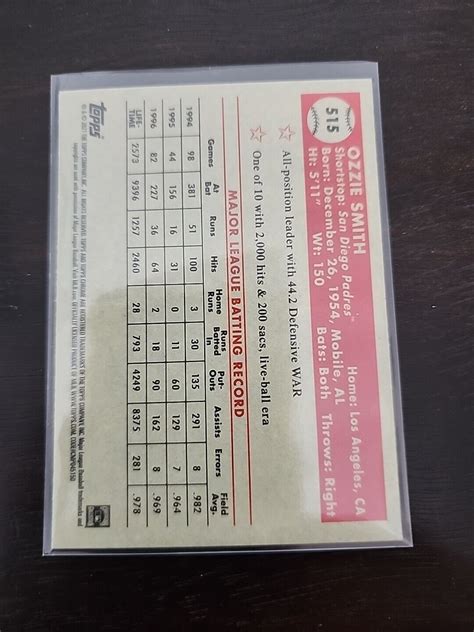 515
OZZIE SMITH
Shortstop: San Diego Padres™ Home: Los Angeles, CA
Born: December 26, 1954, Mobile, AL
Ht: 5'11" Wt: 150 Bats: Both Throws: Right
All-position leader with 44.2 Defensive WAR
One of 10 with 2,000 hits & 200 sacs, live-ball era
MAJOR LEAGUE BATTING RECORD
Games At Bat Runs Hits Home Runs Runs Batted In Put-Outs Assists Errors Field Avg.
1994 98 381 51 100 3 30 135 291 8 .982
1995 44 156 16 31 0 11 60 129 7 .964
1996 82 227 36 64 2 18 90 162 8 .969
LIFE-TIME 2573 9396 1257 2460 28 793 4249 8375 281 .978
topps